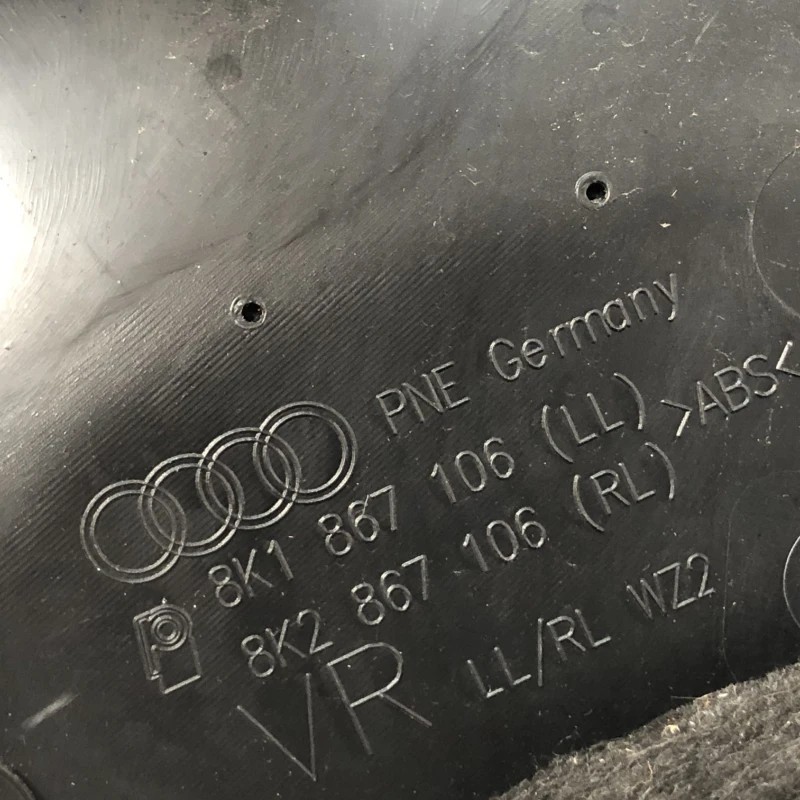 PNE Germany
8K1 867 106 (LL) >ABS<
8K2 867 106 (RL)
VR LL/RL WZ2